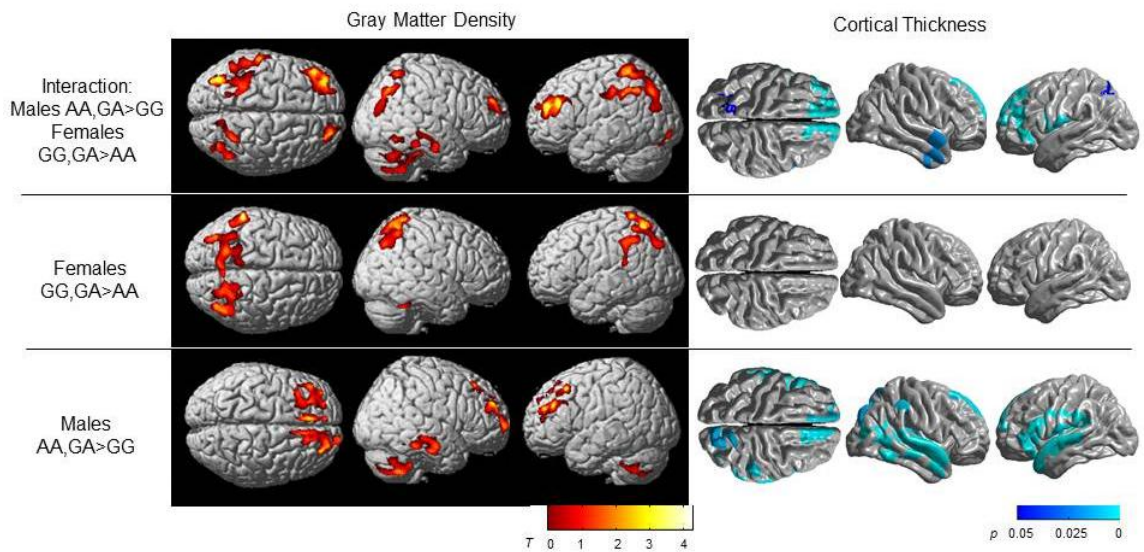 Gray Matter Density
Cortical Thickness
Interaction:
Males AA,GA>GG
Females
GG,GA>AA
Females
GG,GA>AA
Males
AA,GA>GG
T 0 1 2 3 4
p 0.05 0.025 0